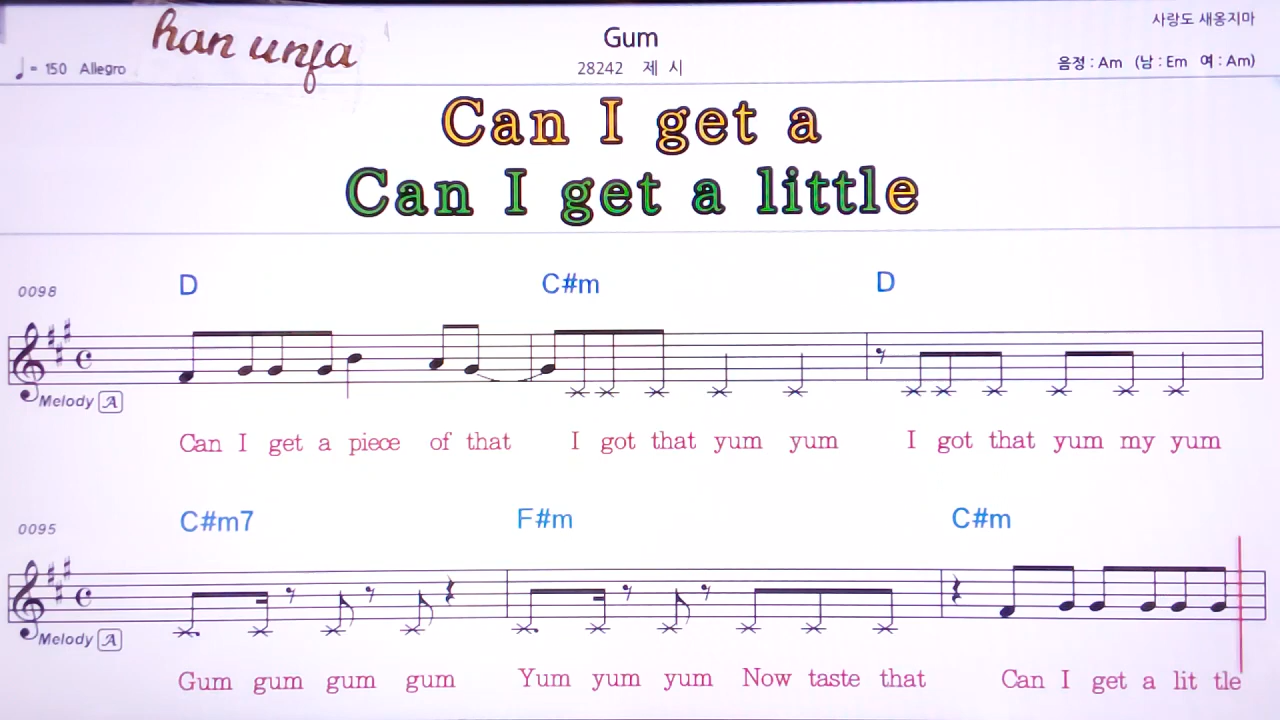 han unja
Gum
사랑도 새옹지마
♩= 150 Allegro
28242 제 시
음정 : Am (남 : Em 여 : Am)
Can I get a
Can I get a little
D C#m D
0098
Melody A
Can I get a piece of that I got that yum yum I got that yum my yum
C#m7 F#m C#m
0095
Melody A
Gum gum gum gum Yum yum yum Now taste that Can I get a lit tle